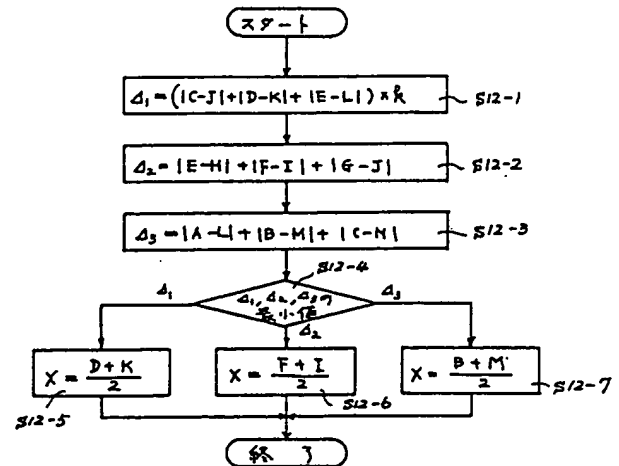 スタート
Δ₁=(|C-J|+|D-K|+|E-L|)×k
S12-1
Δ₂=|E-H|+|F-I|+|G-J|
S12-2
Δ₃=|A-L|+|B-M|+|C-N|
S12-3
S12-4
Δ₁,Δ₂,Δ₃の
最小値
Δ₁
Δ₂
Δ₃
X=(D+K)/2
S12-5
X=(F+I)/2
S12-6
X=(B+M)/2
S12-7
終了